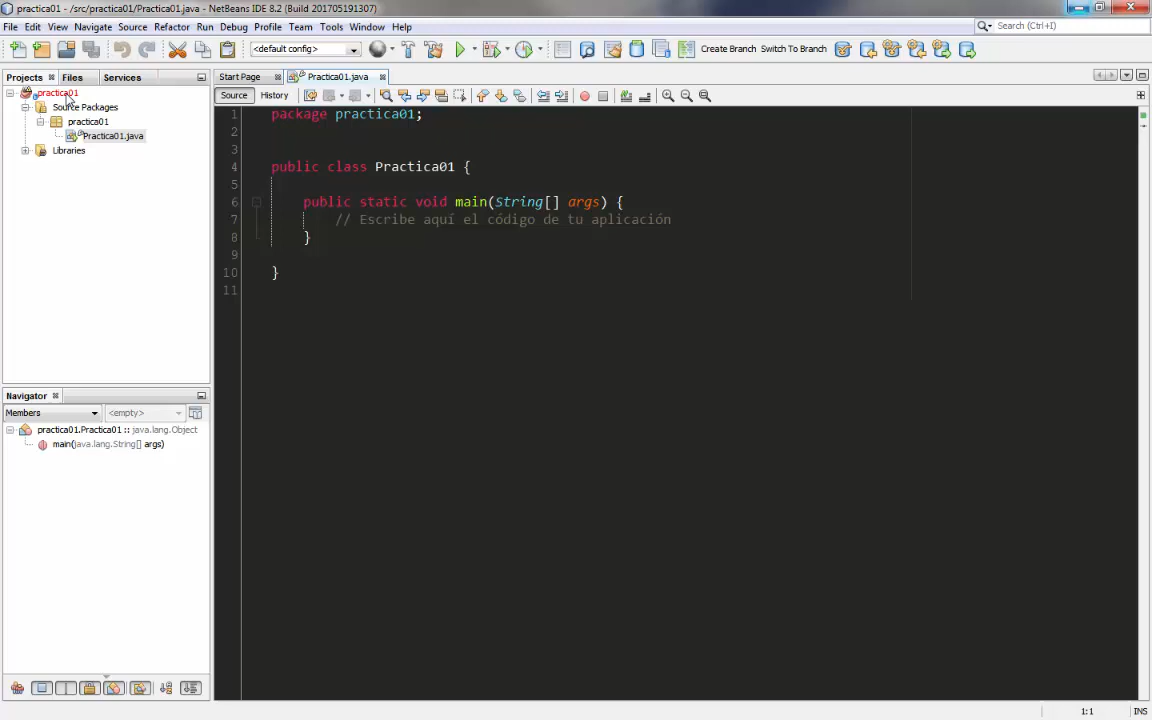 practica01 - /src/practica01/Practica01.java - NetBeans IDE 8.2 (Build 201705191307)
File Edit View Navigate Source Refactor Run Debug Profile Team Tools Window Help
Search (Ctrl+I)
<default config>
Create Branch Switch To Branch
Projects Files Services
Start Page Practica01.java
practica01
Source Packages
practica01
Practica01.java
Libraries
Source History
1 package practica01;
2
3
4 public class Practica01 {
5
6 public static void main(String[] args) {
7 // Escribe aquí el código de tu aplicación
8 }
9
10 }
11
Navigator
Members <empty>
practica01.Practica01 :: java.lang.Object
main(java.lang.String[] args)
1:1 INS